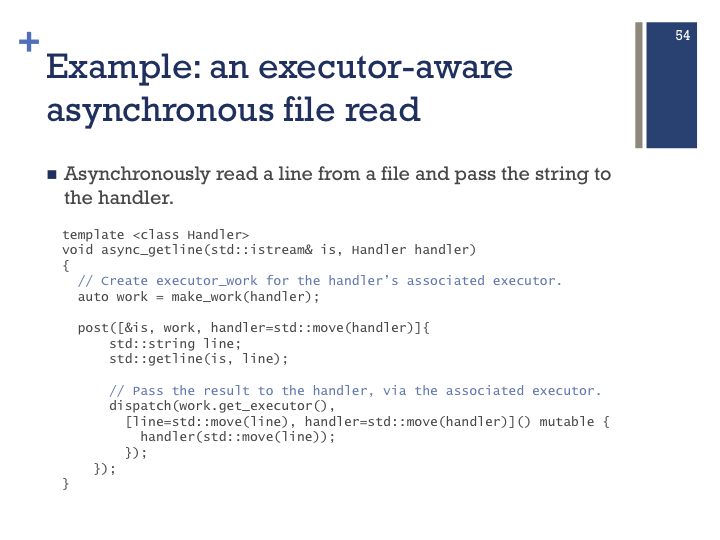 54
+
Example: an executor-aware
asynchronous file read
■ Asynchronously read a line from a file and pass the string to
the handler.
template <class Handler>
void async_getline(std::istream& is, Handler handler)
{
  // Create executor_work for the handler’s associated executor.
  auto work = make_work(handler);

  post([&is, work, handler=std::move(handler)]{
      std::string line;
      std::getline(is, line);

      // Pass the result to the handler, via the associated executor.
      dispatch(work.get_executor(),
        [line=std::move(line), handler=std::move(handler)]() mutable {
          handler(std::move(line));
        });
    });
}